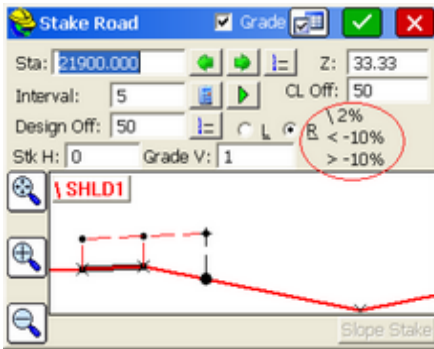 Stake Road Grade
Sta: 21900.000 Z: 33.33
Interval: 5 CL Off: 50
Design Off: 50 L R \ 2%
< -10%
Stk H: 0 Grade V: 1 > -10%
\ SHLD1
Slope Stake